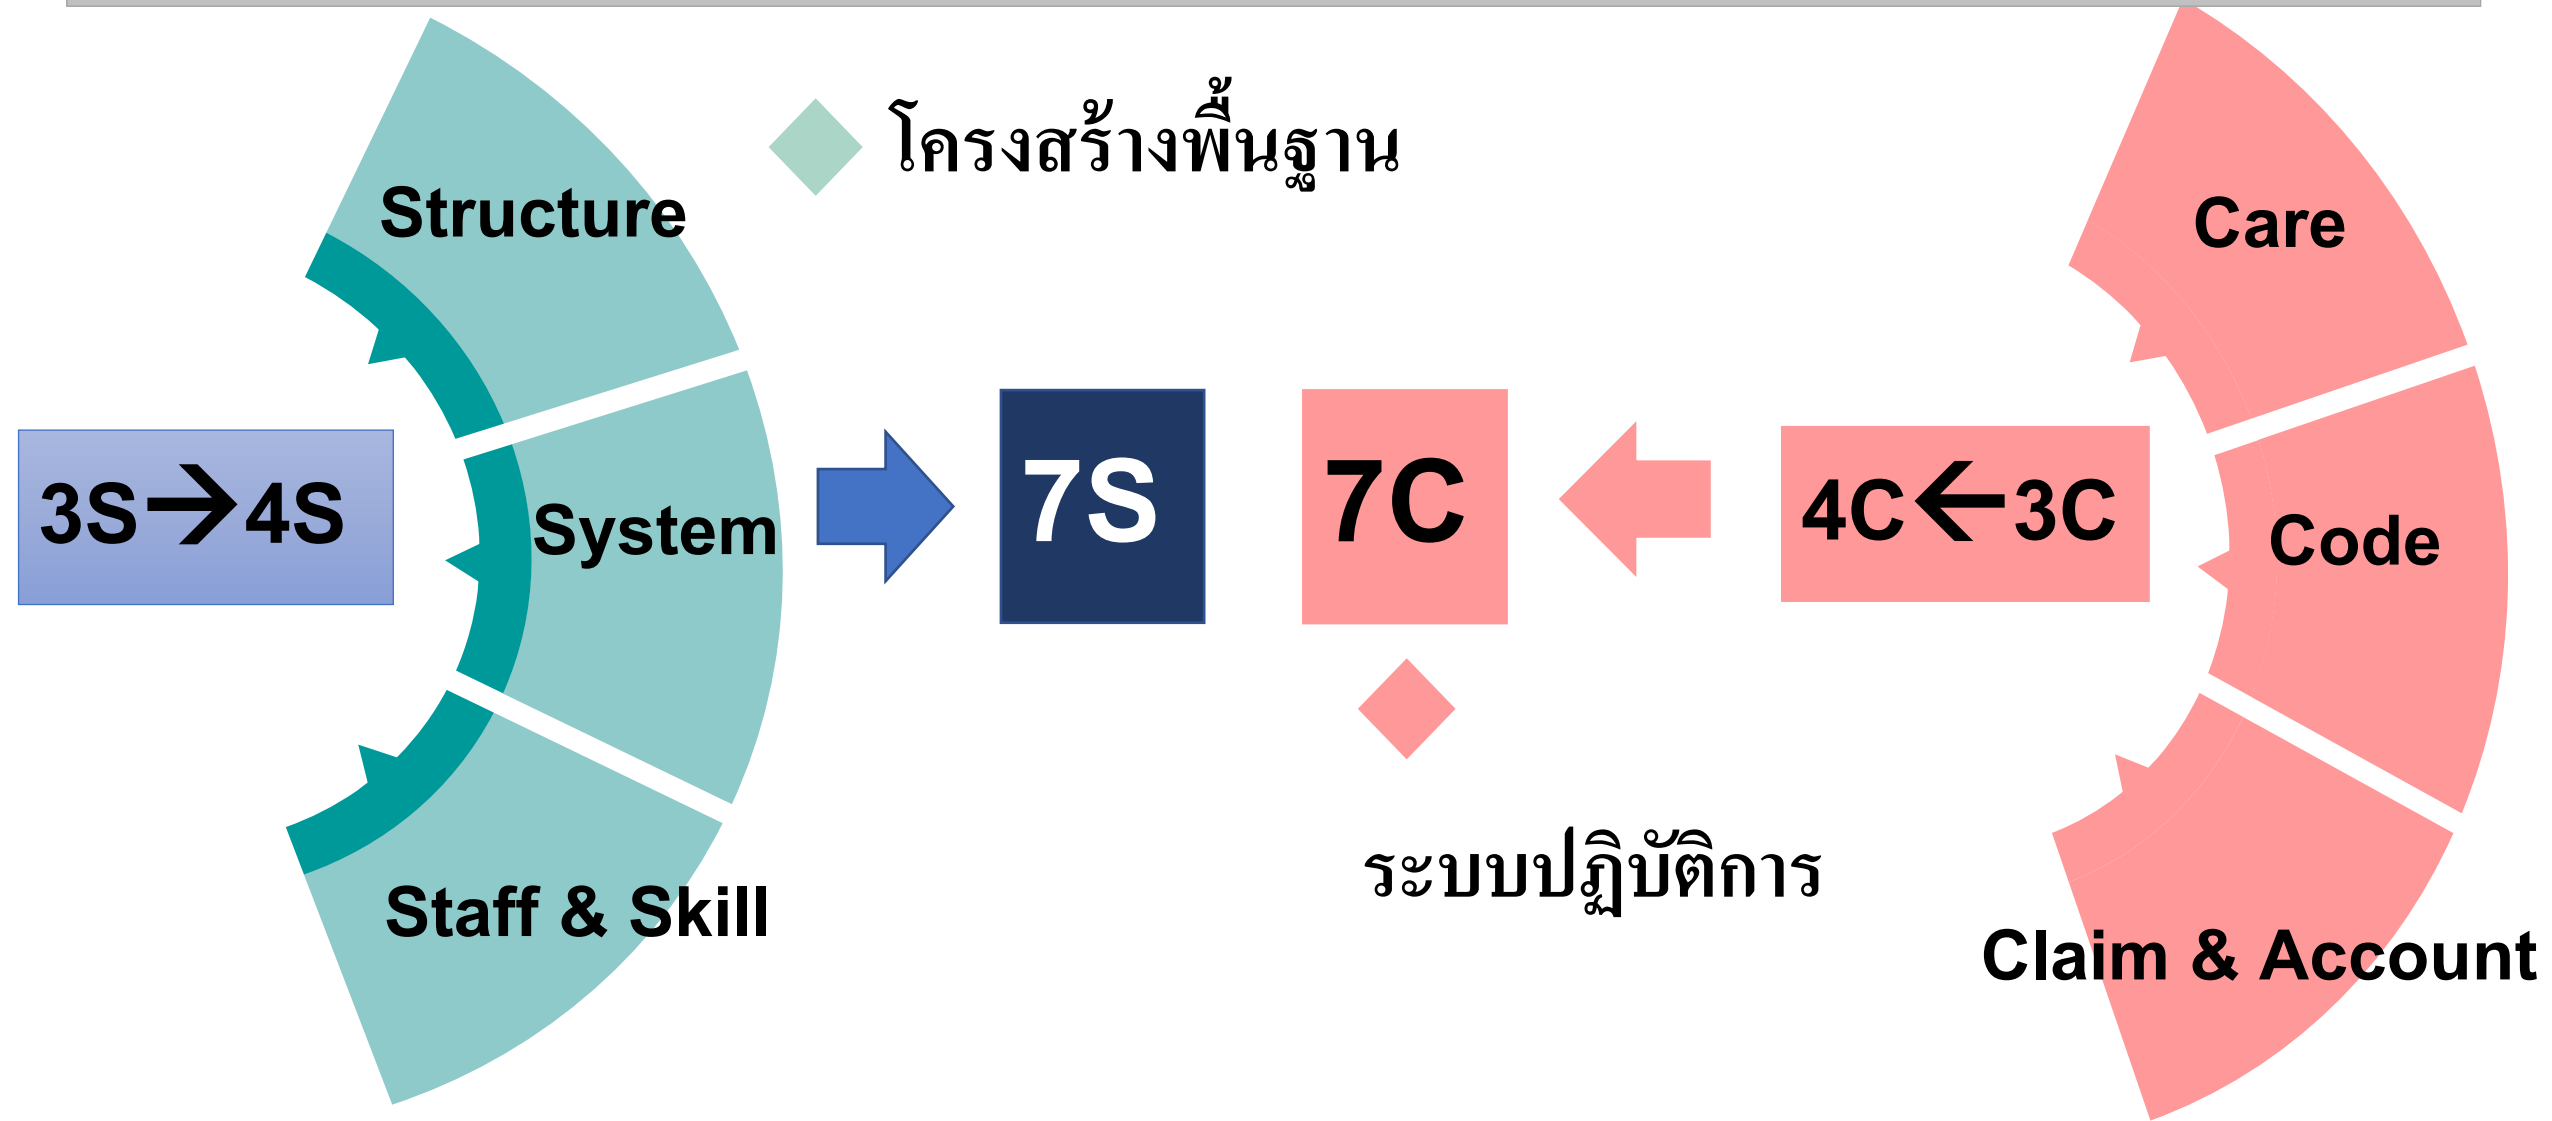 โครงสร้างพื้นฐาน
Structure
Care
3S→4S
System
7S
7C
4C←3C
Code
ระบบปฏิบัติการ
Staff & Skill
Claim & Account